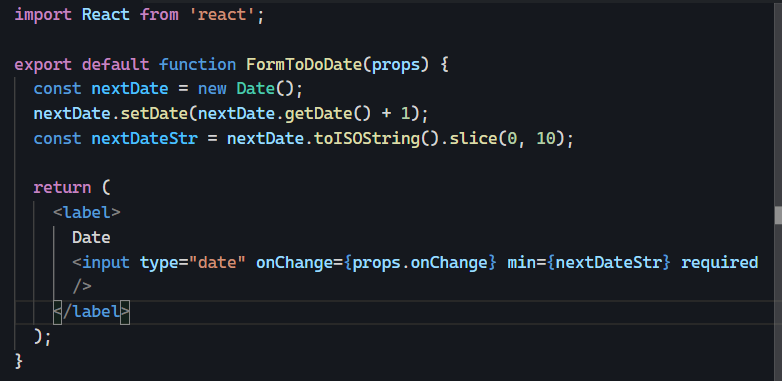 import React from 'react';
export default function FormToDoDate(props) {
const nextDate = new Date();
nextDate.setDate(nextDate.getDate() + 1);
const nextDateStr = nextDate.toISOString().slice(0, 10);
return (
<label>
Date
<input type="date" onChange={props.onChange} min={nextDateStr} required
/>
</label>
);
}